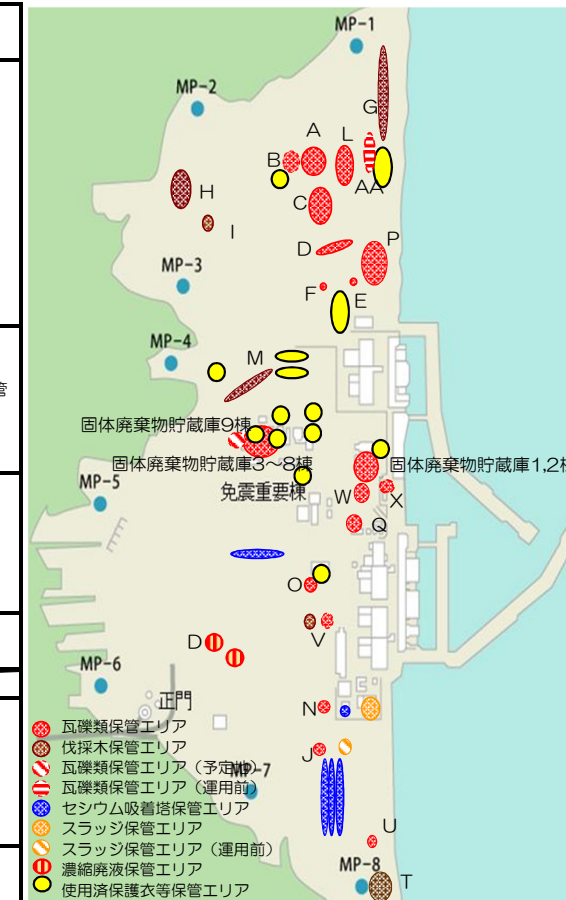 MP-1
MP-2
G
A
L
B
AA
H
C
I
D
P
MP-3
F
E
MP-4
M
管
固体廃棄物貯蔵庫9棟
固体廃棄物貯蔵庫3～8棟
固体廃棄物貯蔵庫1,2棟
MP-5
免震重要棟
W
X
Q
O
V
D
MP-6
正門
N
瓦礫類保管エリア
伐採木保管エリア
J
瓦礫類保管エリア（予定地）
MP-7
瓦礫類保管エリア（運用前）
セシウム吸着塔保管エリア
スラッジ保管エリア
U
スラッジ保管エリア（運用前）
濃縮廃液保管エリア
MP-8
使用済保護衣等保管エリア
T